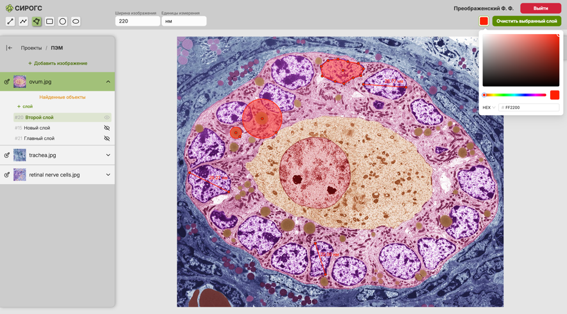 СИРОГС
Преображенский Ф. Ф.
Выйти
Ширина изображения
Единицы измерения
220
нм
Очистить выбранный слой
Проекты / ПЭМ
+ Добавить изображение
ovum.jpg
Найденные объекты
+ слой
Второй слой
Новый слой
Главный слой
trachea.jpg
retinal nerve cells.jpg
HEX
# FF2200